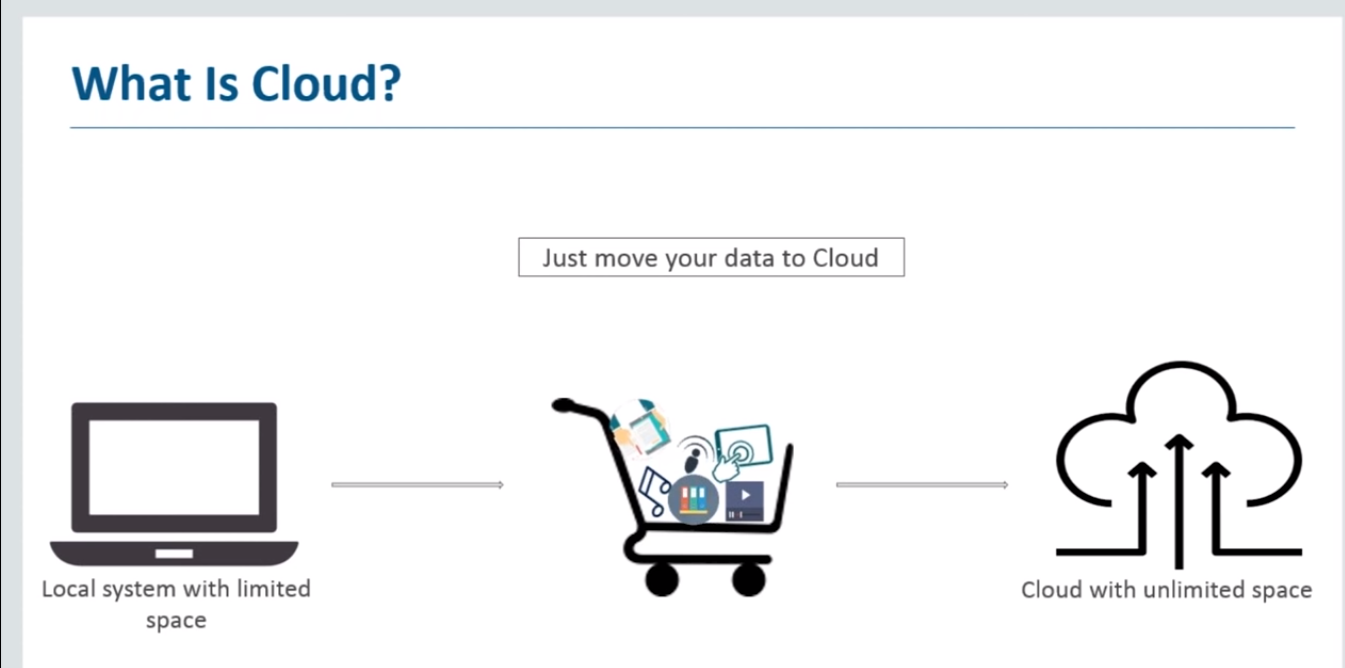 What Is Cloud?
Just move your data to Cloud
Local system with limited
space
Cloud with unlimited space